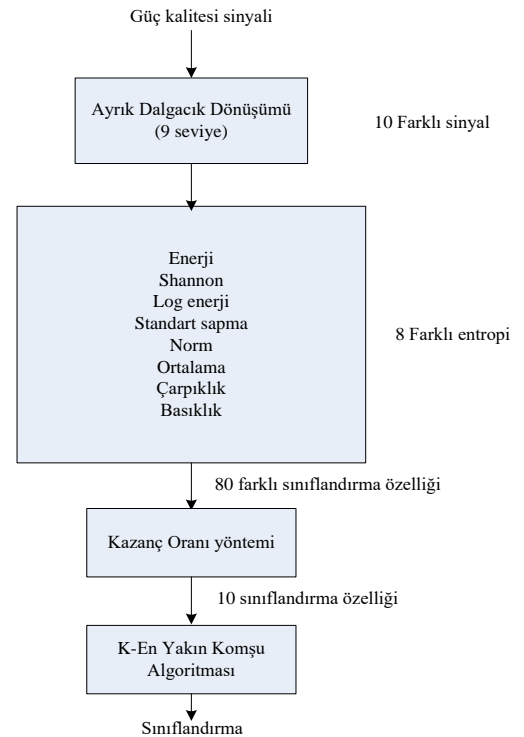 Güç kalitesi sinyali
Ayrık Dalgacık Dönüşümü
(9 seviye)
10 Farklı sinyal
Enerji
Shannon
Log enerji
Standart sapma
Norm
Ortalama
Çarpıklık
Basıklık
8 Farklı entropi
80 farklı sınıflandırma özelliği
Kazanç Oranı yöntemi
10 sınıflandırma özelliği
K-En Yakın Komşu
Algoritması
Sınıflandırma